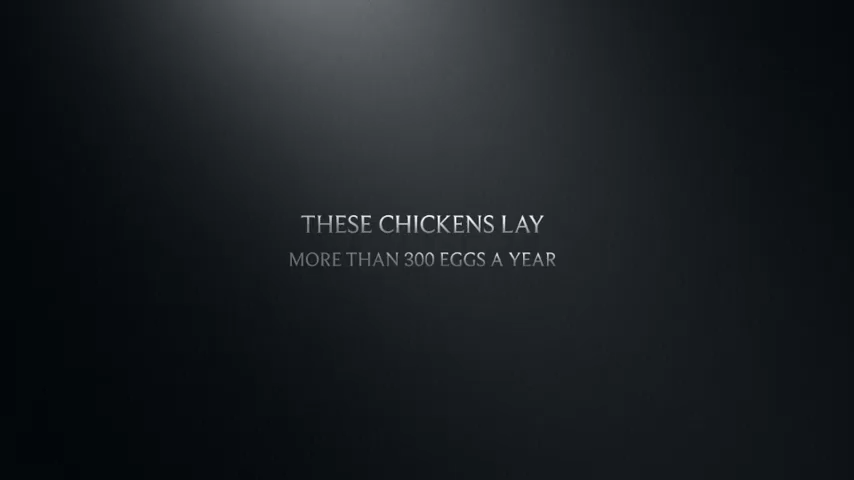 THESE CHICKENS LAY
MORE THAN 300 EGGS A YEAR